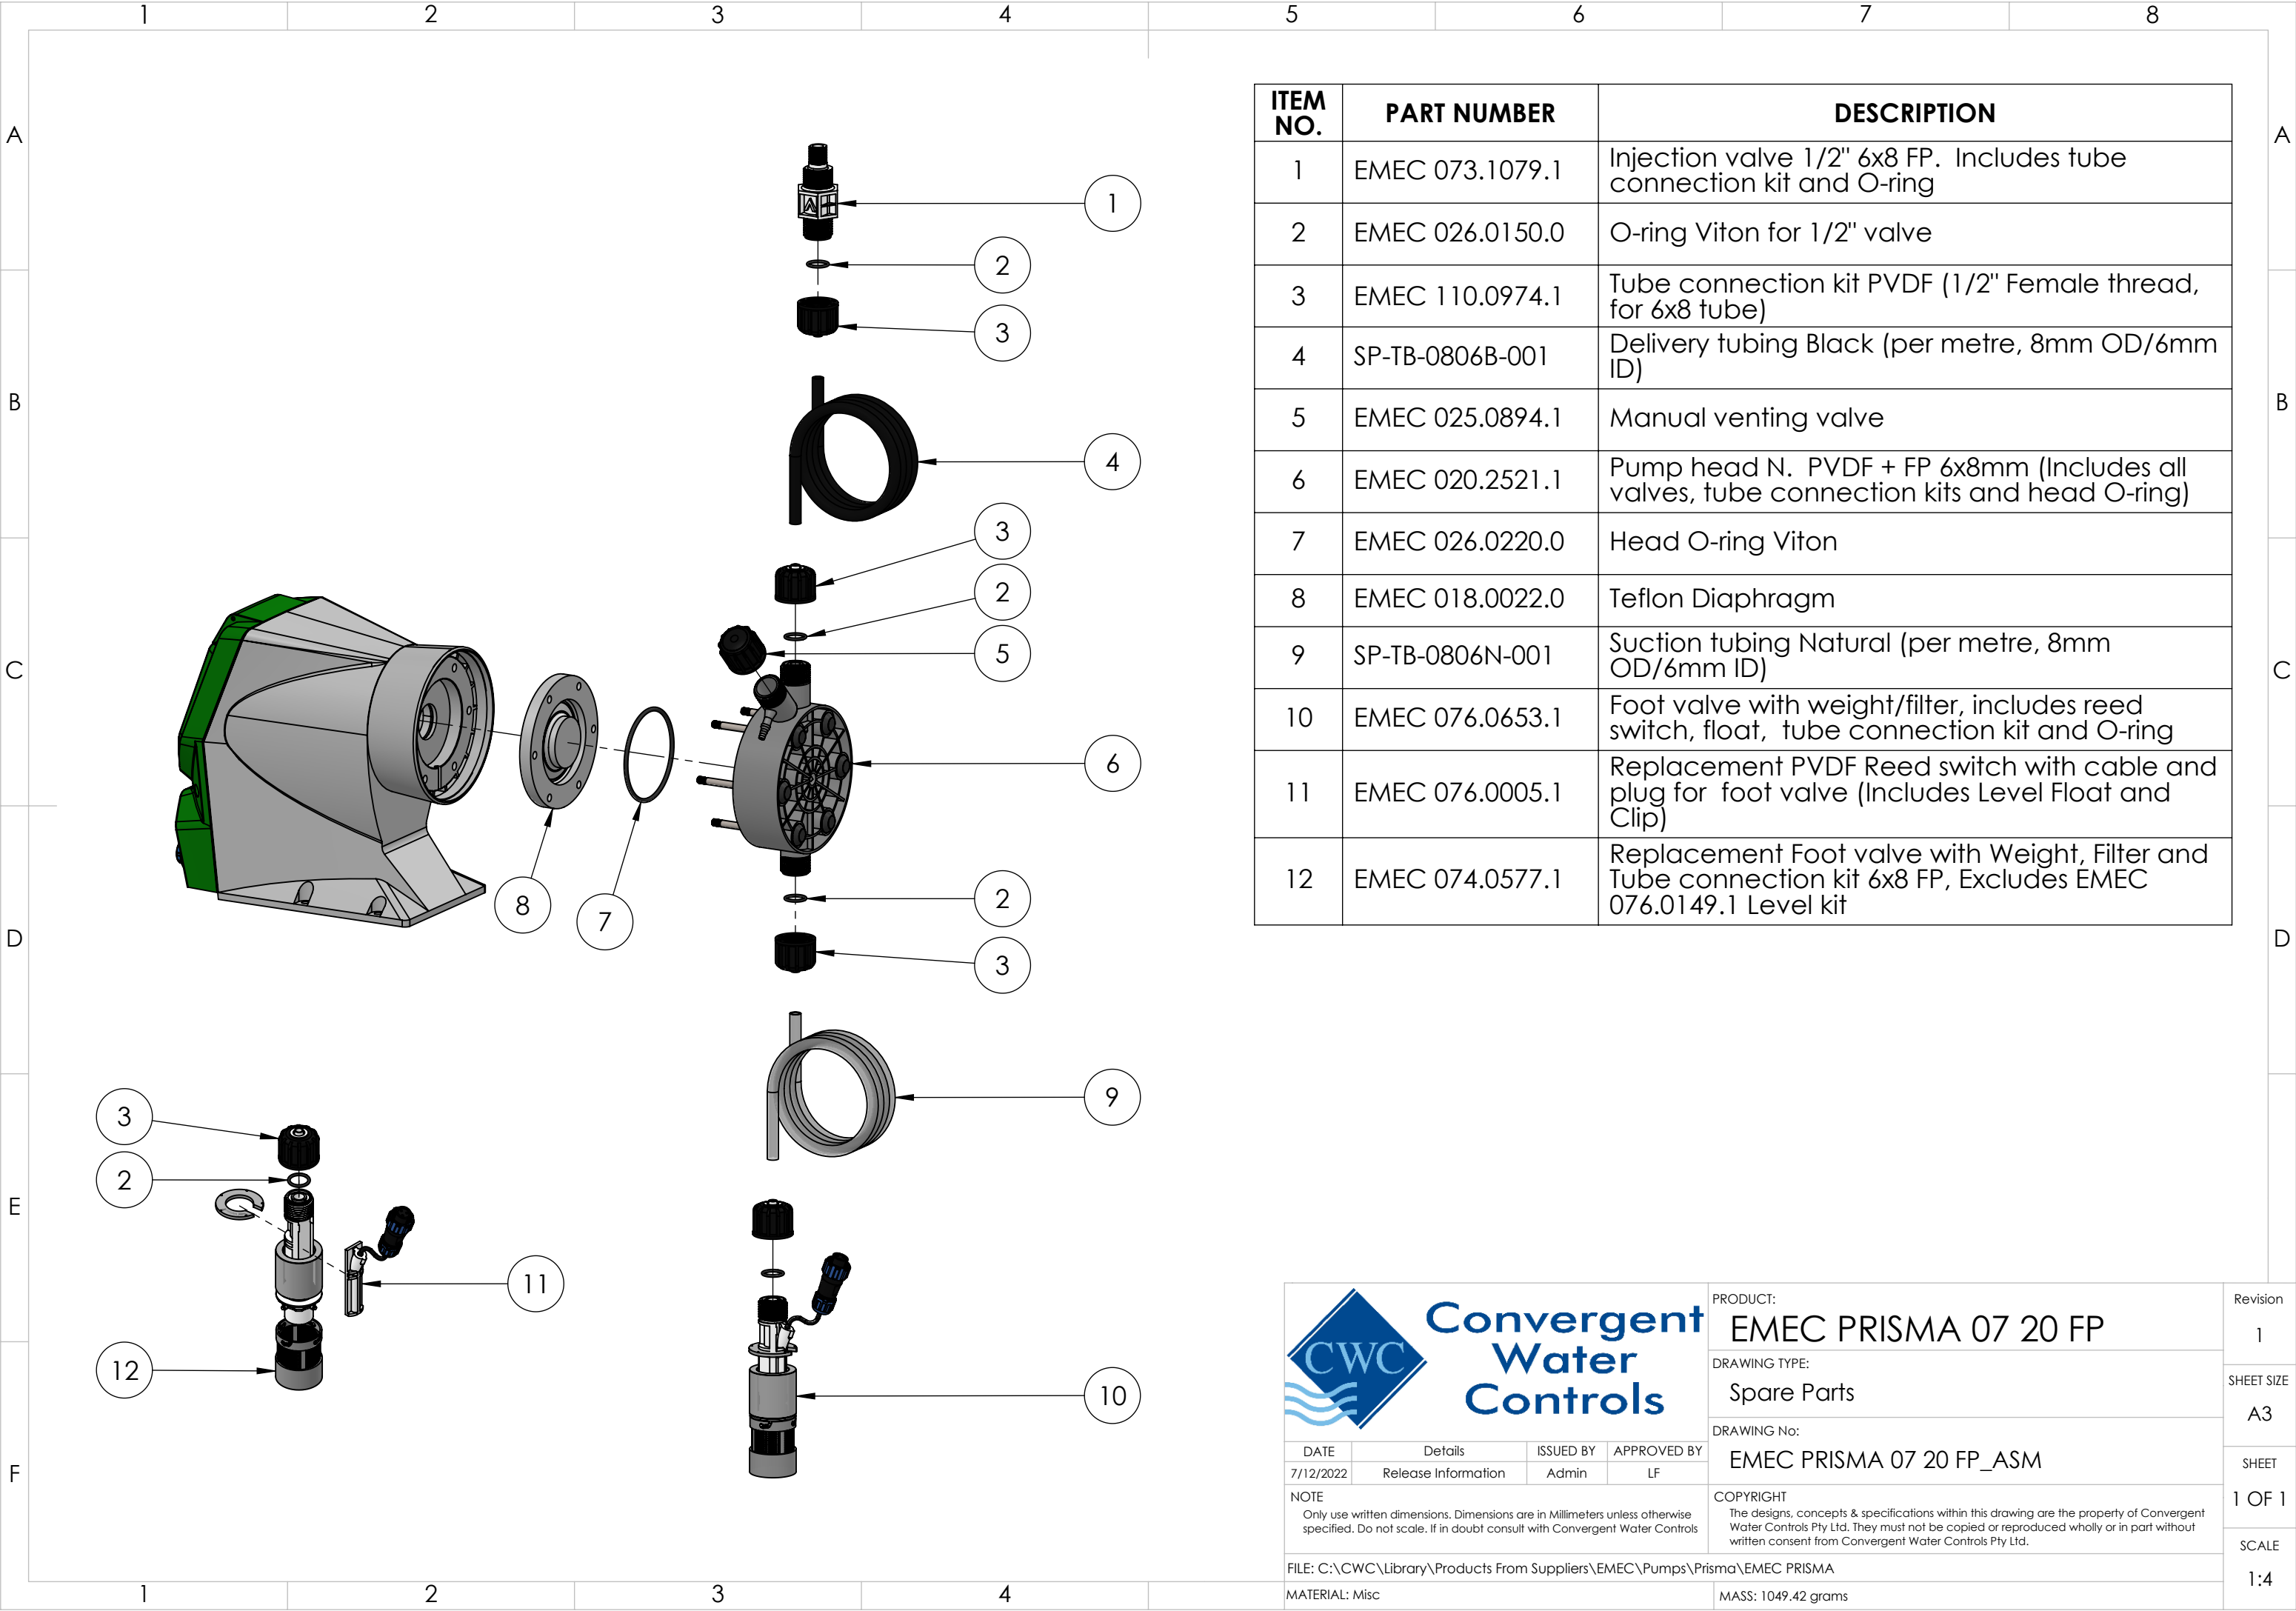 1 2 3 4 5 6 7 8
A A
B B
C C
D D
E
F
1
2
3
4
3
2
5
6
8
7
2
3
9
3
2
11
12
10
ITEM NO. PART NUMBER DESCRIPTION
1 EMEC 073.1079.1 Injection valve 1/2" 6x8 FP. Includes tube
connection kit and O-ring
2 EMEC 026.0150.0 O-ring Viton for 1/2" valve
3 EMEC 110.0974.1 Tube connection kit PVDF (1/2" Female thread,
for 6x8 tube)
4 SP-TB-0806B-001 Delivery tubing Black (per metre, 8mm OD/6mm
ID)
5 EMEC 025.0894.1 Manual venting valve
6 EMEC 020.2521.1 Pump head N. PVDF + FP 6x8mm (Includes all
valves, tube connection kits and head O-ring)
7 EMEC 026.0220.0 Head O-ring Viton
8 EMEC 018.0022.0 Teflon Diaphragm
9 SP-TB-0806N-001 Suction tubing Natural (per metre, 8mm
OD/6mm ID)
10 EMEC 076.0653.1 Foot valve with weight/filter, includes reed
switch, float, tube connection kit and O-ring
11 EMEC 076.0005.1 Replacement PVDF Reed switch with cable and
plug for foot valve (Includes Level Float and
Clip)
12 EMEC 074.0577.1 Replacement Foot valve with Weight, Filter and
Tube connection kit 6x8 FP, Excludes EMEC
076.0149.1 Level kit
CWC
Convergent
Water
Controls
PRODUCT:
EMEC PRISMA 07 20 FP
DRAWING TYPE:
Spare Parts
DRAWING No:
EMEC PRISMA 07 20 FP_ASM
Revision
1
SHEET SIZE
A3
SHEET
1 OF 1
SCALE
1:4
DATE Details ISSUED BY APPROVED BY
7/12/2022 Release Information Admin LF
NOTE
Only use written dimensions. Dimensions are in Millimeters unless otherwise
specified. Do not scale. If in doubt consult with Convergent Water Controls
COPYRIGHT
The designs, concepts & specifications within this drawing are the property of Convergent
Water Controls Pty Ltd. They must not be copied or reproduced wholly or in part without
written consent from Convergent Water Controls Pty Ltd.
FILE: C:\CWC\Library\Products From Suppliers\EMEC\Pumps\Prisma\EMEC PRISMA
MATERIAL: Misc MASS: 1049.42 grams
1 2 3 4